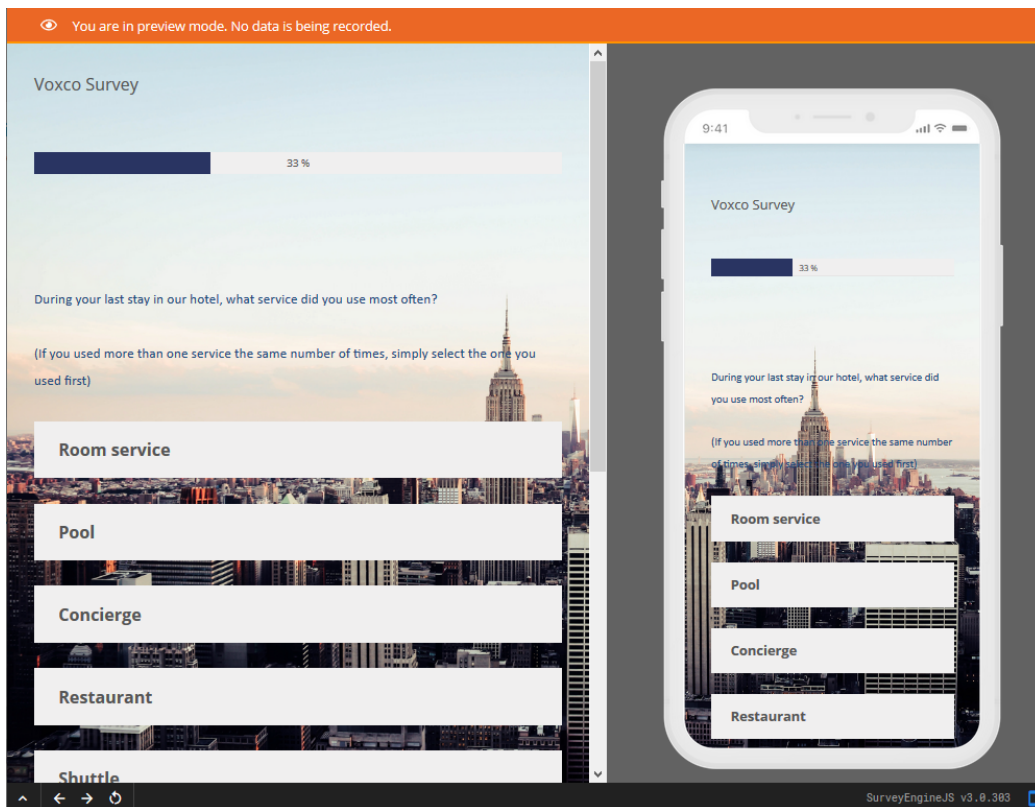 You are in preview mode. No data is being recorded.
Voxco Survey
33 %
During your last stay in our hotel, what service did you use most often?
(If you used more than one service the same number of times, simply select the one you
used first)
Room service
Pool
Concierge
Restaurant
Shuttle
9:41
Voxco Survey
33 %
During your last stay in our hotel, what service did
you use most often?
(If you used more than one service the same number
of times, simply select the one you used first)
Room service
Pool
Concierge
Restaurant
SurveyEngineJS v3.0.303